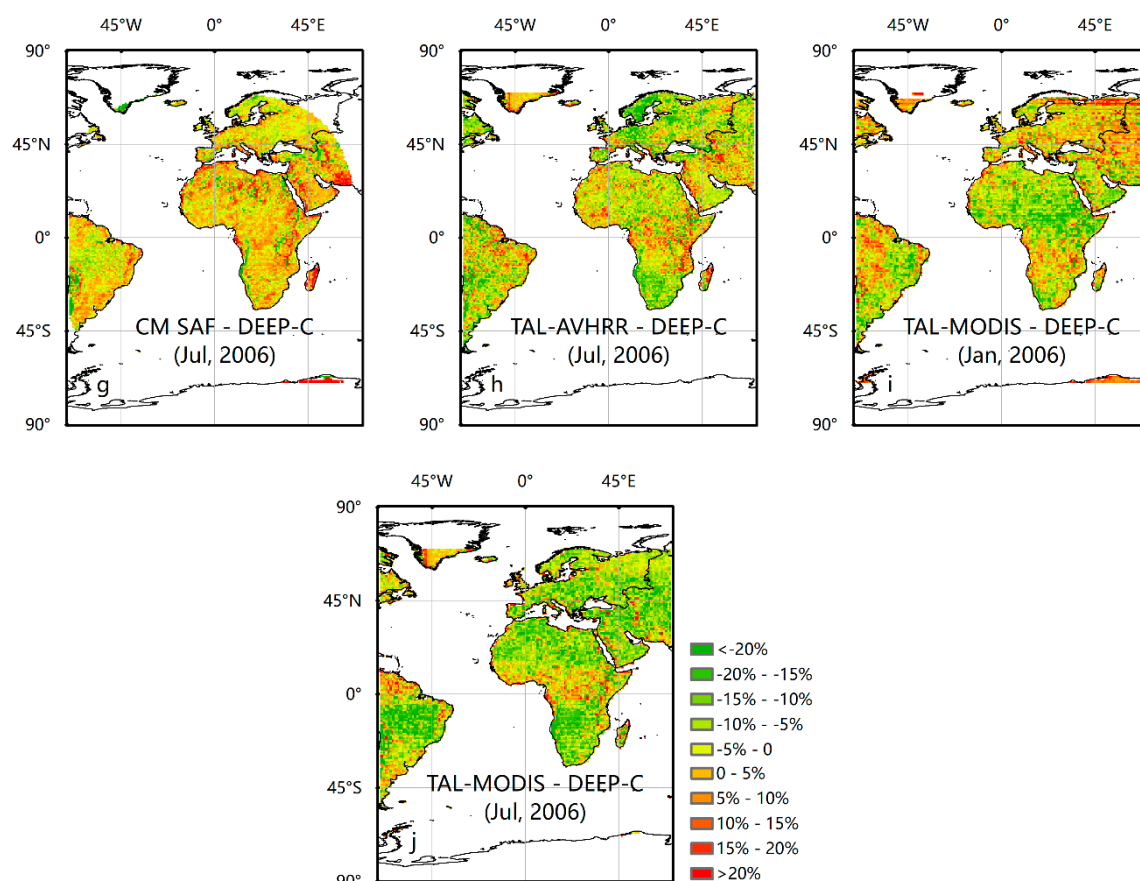 45°W 0° 45°E 45°W 0° 45°E 45°W 0° 45°E
90° 90° 90°
45°N 45°N 45°N
0° 0° 0°
45°S 45°S 45°S
CM SAF - DEEP-C
(Jul, 2006)
g
TAL-AVHRR - DEEP-C
(Jul, 2006)
h
TAL-MODIS - DEEP-C
(Jan, 2006)
i
90° 90° 90°
45°W 0° 45°E
90°
45°N
0°
45°S
TAL-MODIS - DEEP-C
(Jul, 2006)
j
90°
<-20%
-20% - -15%
-15% - -10%
-10% - -5%
-5% - 0
0 - 5%
5% - 10%
10% - 15%
15% - 20%
>20%